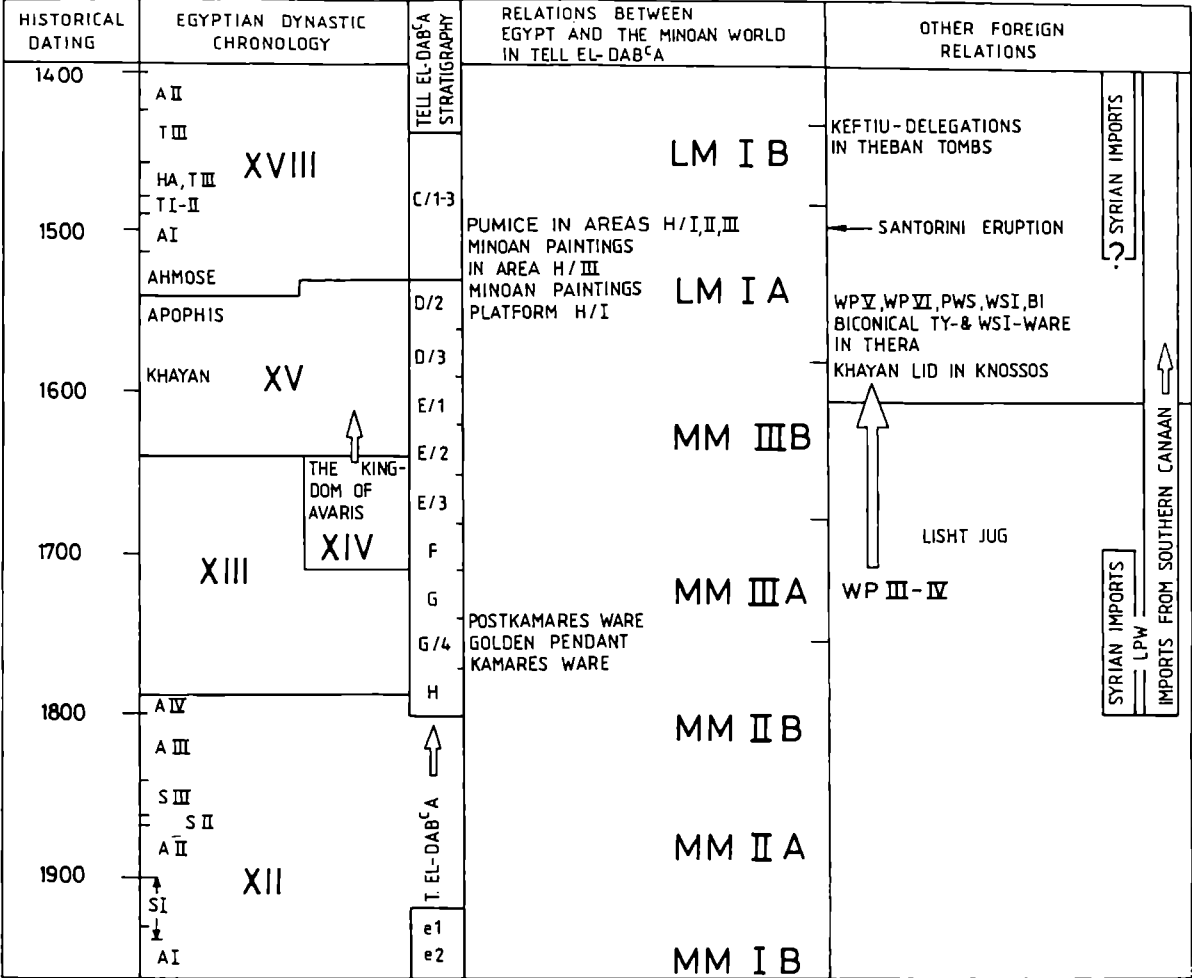 HISTORICAL
DATING
EGYPTIAN DYNASTIC
CHRONOLOGY
TELL EL-DABᶜA
STRATIGRAPHY
RELATIONS BETWEEN
EGYPT AND THE MINOAN WORLD
IN TELL EL-DABᶜA
OTHER FOREIGN
RELATIONS
1400
1500
1600
1700
1800
1900
A II
T III
HA, T III
T I-II
A I
AHMOSE
XVIII
APOPHIS
KHAYAN
XV
THE KING-
DOM OF
AVARIS
XIV
XIII
A IV
A III
S III
S II
A II
SI
AI
XII
C/1-3
D/2
D/3
E/1
E/2
E/3
F
G
G/4
H
T. EL-DABᶜA
e1
e2
PUMICE IN AREAS H/I,II,III
MINOAN PAINTINGS
IN AREA H/III
MINOAN PAINTINGS
PLATFORM H/I
POSTKAMARES WARE
GOLDEN PENDANT
KAMARES WARE
LM I B
LM I A
MM IIIB
MM IIIA
MM IIB
MM IIA
MM I B
KEFTIU-DELEGATIONS
IN THEBAN TOMBS
SANTORINI ERUPTION
WP V, WP VI, PWS, WSI, BI
BICONICAL TY-& WSI-WARE
IN THERA
KHAYAN LID IN KNOSSOS
LISHT JUG
WP III-IV
? SYRIAN IMPORTS
SYRIAN IMPORTS
LPW
IMPORTS FROM SOUTHERN CANAAN